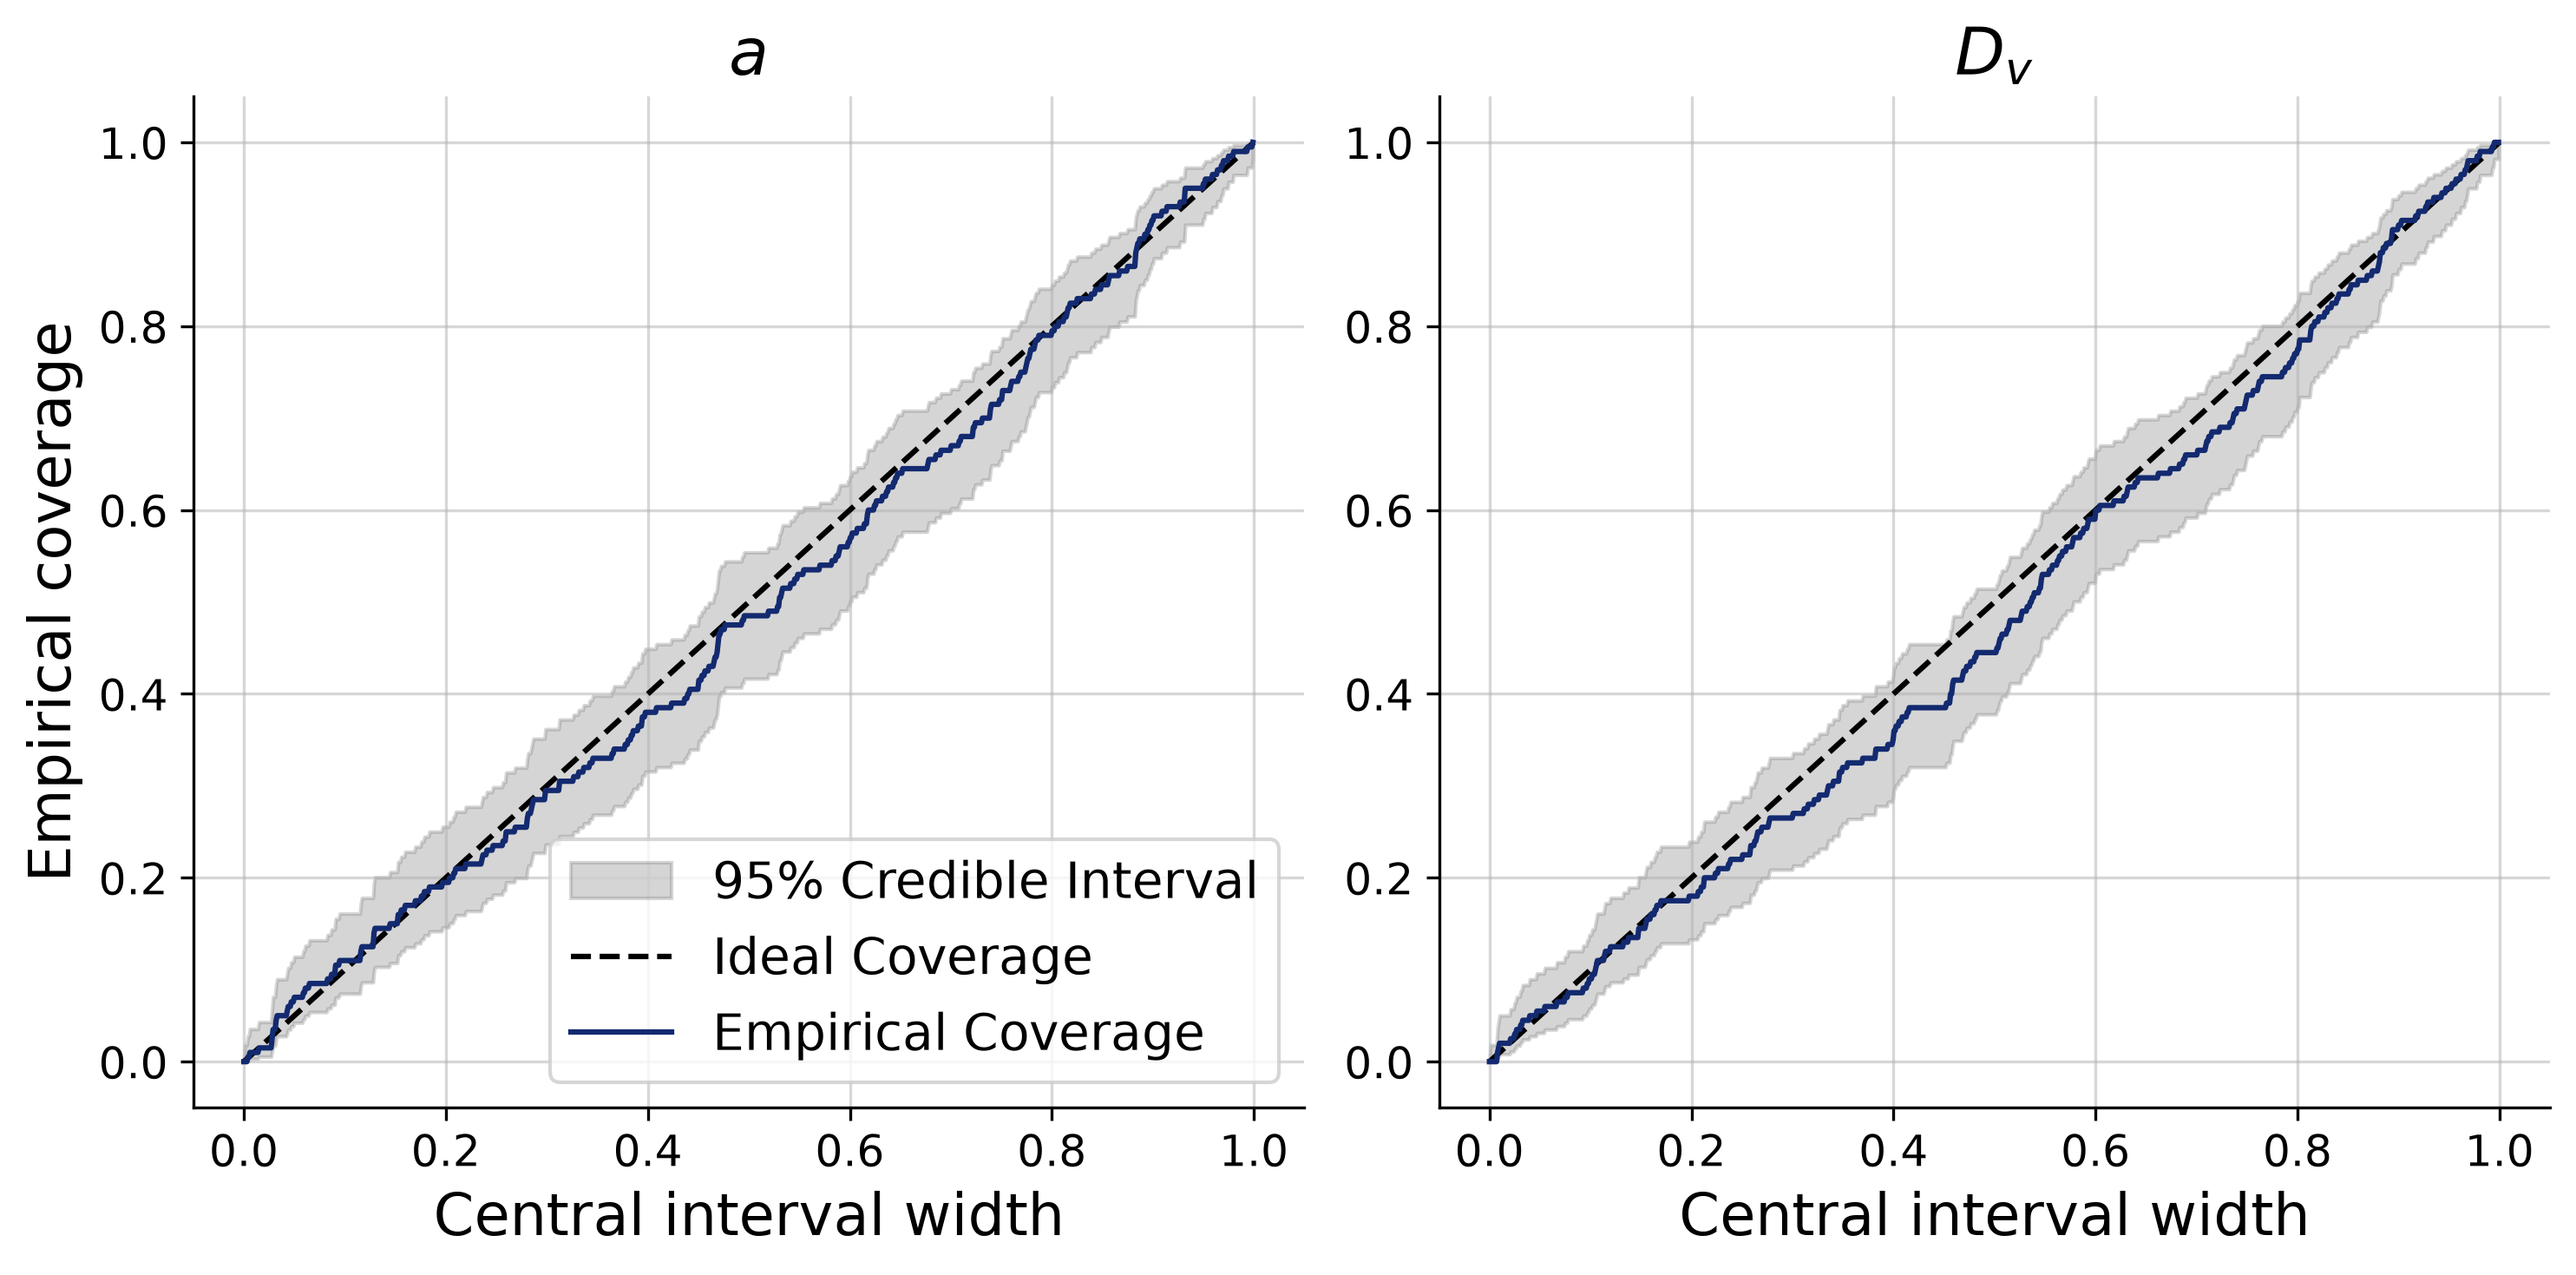 a
Empirical coverage
1.0
0.8
0.6
0.4
0.2
0.0
95% Credible Interval
Ideal Coverage
Empirical Coverage
0.0 0.2 0.4 0.6 0.8 1.0
Central interval width
D_v
1.0
0.8
0.6
0.4
0.2
0.0
0.0 0.2 0.4 0.6 0.8 1.0
Central interval width